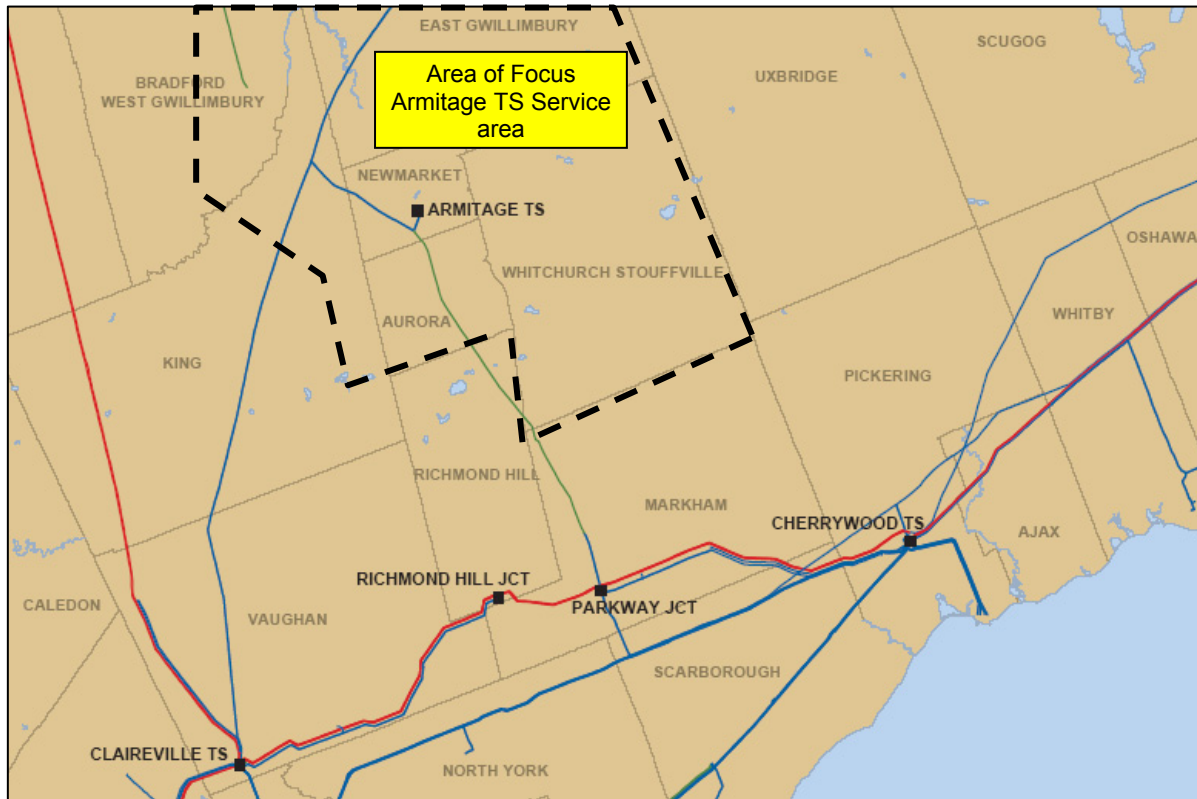 EAST GWILLIMBURY
SCUGOG
BRADFORD
WEST GWILLIMBURY
Area of Focus
Armitage TS Service
area
UXBRIDGE
NEWMARKET
ARMITAGE TS
OSHAWA
WHITCHURCH STOUFFVILLE
WHITBY
AURORA
KING
PICKERING
RICHMOND HILL
MARKHAM
CHERRYWOOD TS
AJAX
RICHMOND HILL JCT
PARKWAY JCT
CALEDON
VAUGHAN
SCARBOROUGH
CLAIREVILLE TS
NORTH YORK